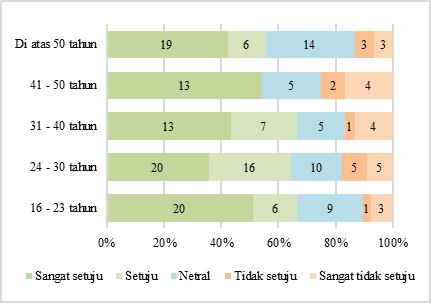 Di atas 50 tahun 19 6 14 3 3
41 - 50 tahun 13 5 2 4
31 - 40 tahun 13 7 5 1 4
24 - 30 tahun 20 16 10 5 5
16 - 23 tahun 20 6 9 1 3
0% 20% 40% 60% 80% 100%
Sangat setuju Setuju Netral Tidak setuju Sangat tidak setuju